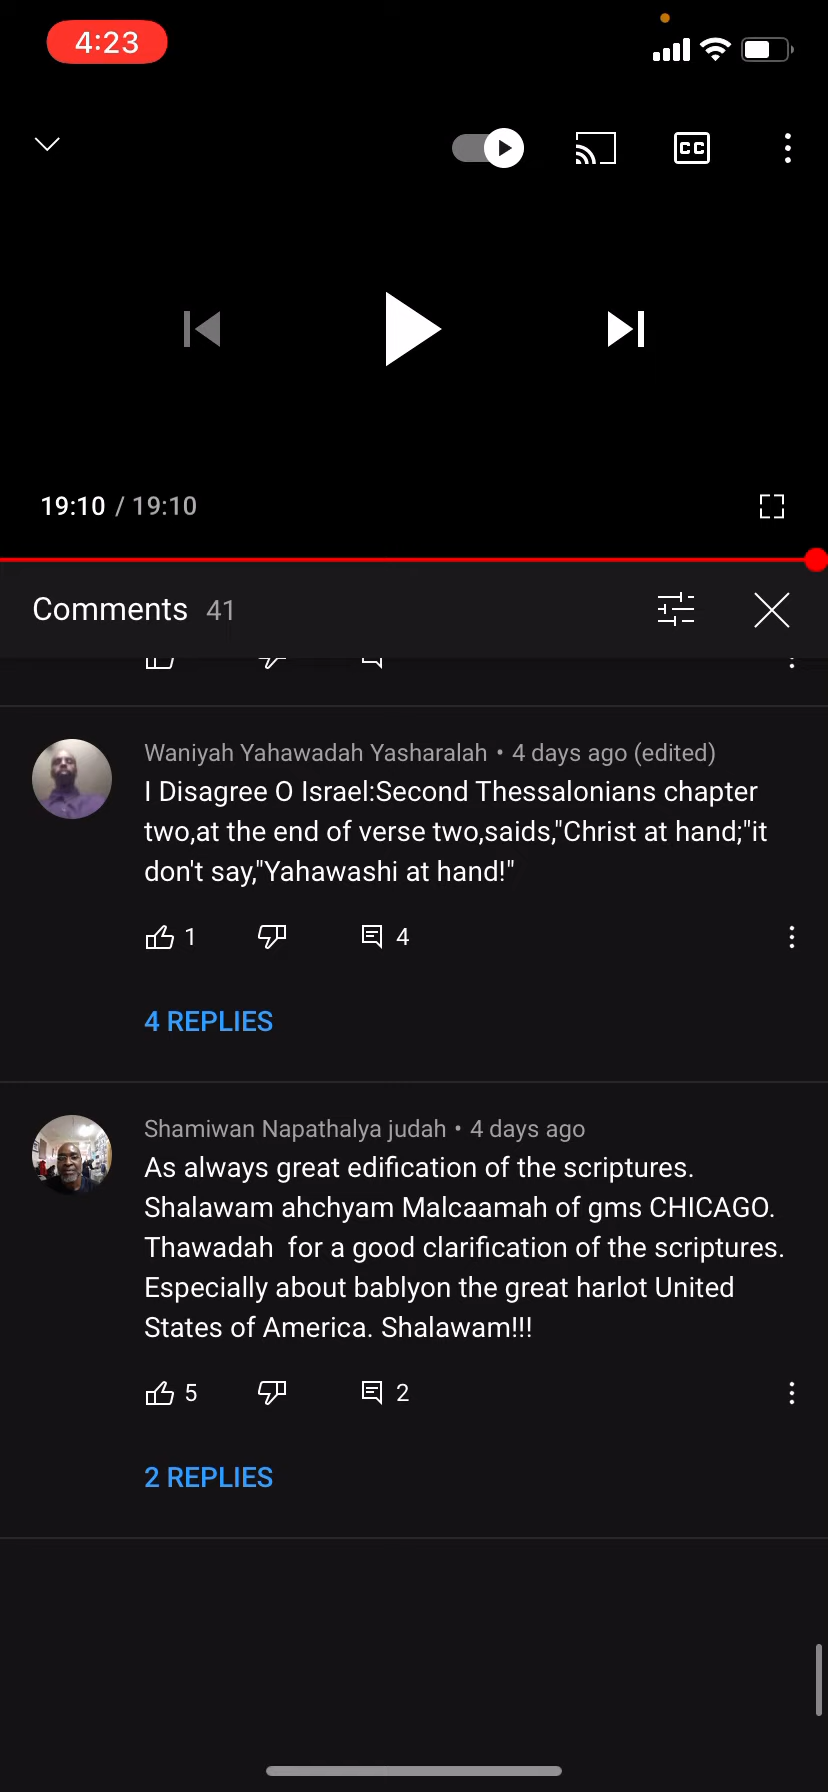 4:23
CC
19:10 / 19:10
Comments 41
Waniyah Yahawadah Yasharalah • 4 days ago (edited)
I Disagree O Israel:Second Thessalonians chapter
two,at the end of verse two,saids,"Christ at hand;"it
don't say,"Yahawashi at hand!"
1 4
4 REPLIES
Shamiwan Napathalya judah • 4 days ago
As always great edification of the scriptures.
Shalawam ahchyam Malcaamah of gms CHICAGO.
Thawadah  for a good clarification of the scriptures.
Especially about bablyon the great harlot United
States of America. Shalawam!!!
5 2
2 REPLIES